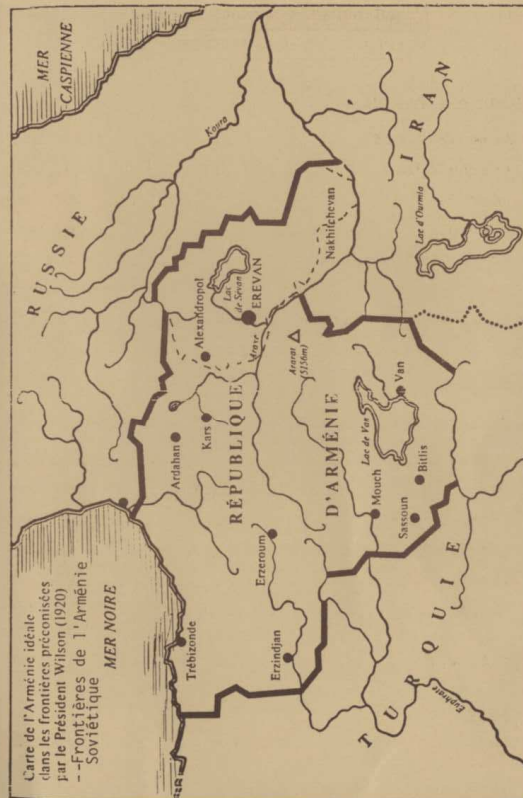 Carte de l'Arménie idéale
dans les frontières préconisées
par le Président Wilson (1920)
--Frontières de l'Arménie
Soviétique
MER NOIRE
MER
CASPIENNE
RUSSIE
Koura
Trébizonde
Ardahan
Kars
Alexandropol
Lac
de Sévan
EREVAN
Araxe
Nakhitchevan
RÉPUBLIQUE
D'ARMÉNIE
Ararat
(5156m)
Erzeroum
Erzindjan
Mouch
Lac de Van
Van
Sassoun
Bitlis
IRAN
Lac d'Ourmia
TURQUIE
Euphrate